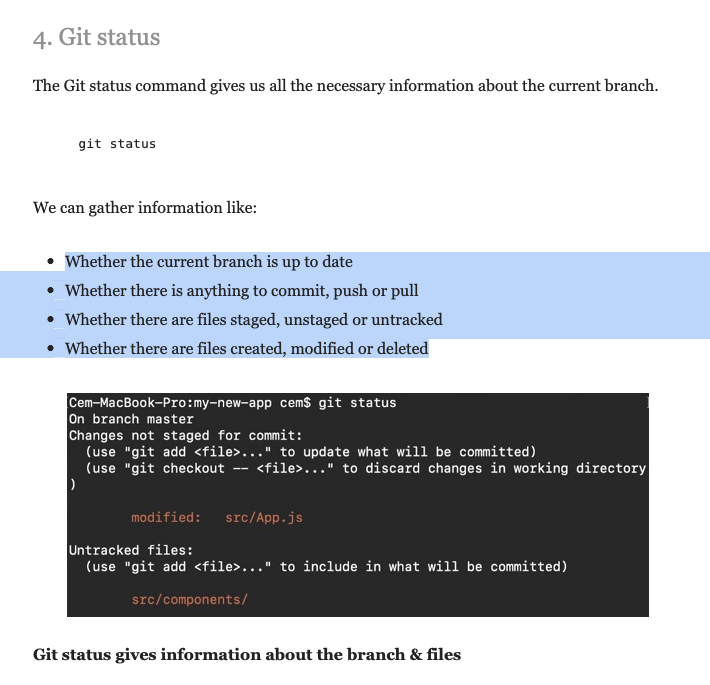 4. Git status
The Git status command gives us all the necessary information about the current branch.
git status
We can gather information like:
• Whether the current branch is up to date
• Whether there is anything to commit, push or pull
• Whether there are files staged, unstaged or untracked
• Whether there are files created, modified or deleted
Cem-MacBook-Pro:my-new-app cem$ git status
On branch master
Changes not staged for commit:
  (use "git add <file>..." to update what will be committed)
  (use "git checkout -- <file>..." to discard changes in working directory
)
        modified:   src/App.js
Untracked files:
  (use "git add <file>..." to include in what will be committed)
        src/components/
Git status gives information about the branch & files